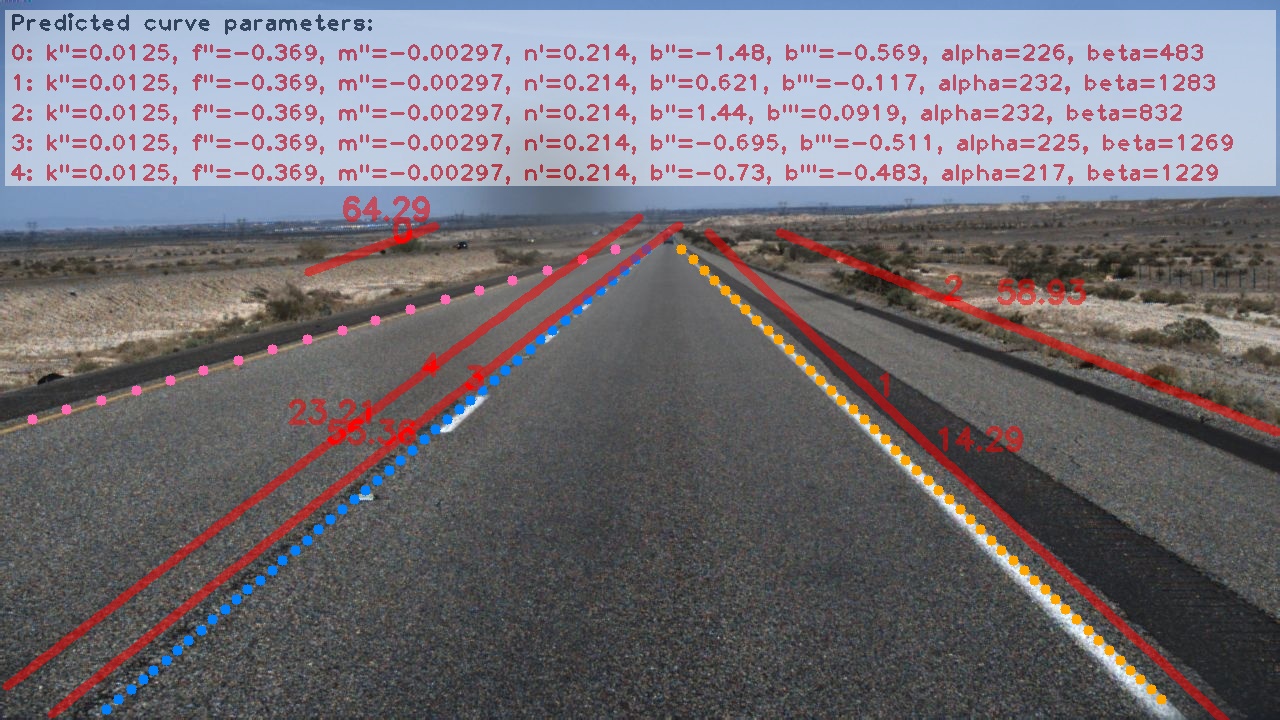 Predicted curve parameters:
0: k''=0.0125, f''=-0.369, m''=-0.00297, n'=0.214, b''=-1.48, b'''=-0.569, alpha=226, beta=483
1: k''=0.0125, f''=-0.369, m''=-0.00297, n'=0.214, b''=0.621, b'''=-0.117, alpha=232, beta=1283
2: k''=0.0125, f''=-0.369, m''=-0.00297, n'=0.214, b''=1.44, b'''=0.0919, alpha=232, beta=832
3: k''=0.0125, f''=-0.369, m''=-0.00297, n'=0.214, b''=-0.695, b'''=-0.511, alpha=225, beta=1269
4: k''=0.0125, f''=-0.369, m''=-0.00297, n'=0.214, b''=-0.73, b'''=-0.483, alpha=217, beta=1229
64.29
0
2 58.93
4
3
1
23.21
14.29